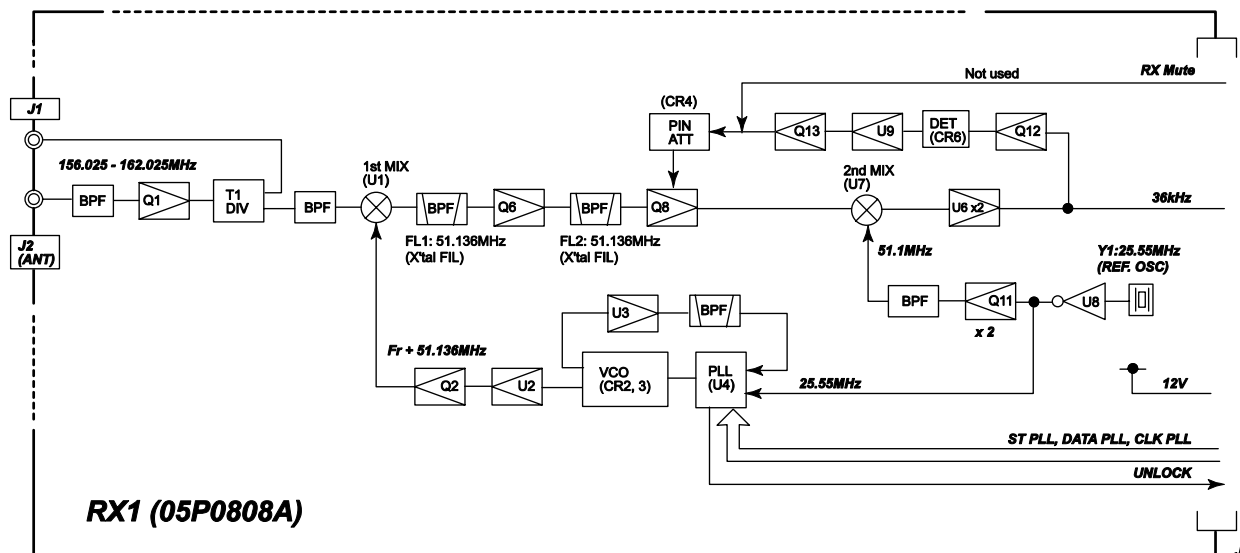 Not used
RX Mute
J1
(CR4)
PIN
ATT
Q13
U9
DET
(CR6)
Q12
156.025 - 162.025MHz
1st MIX
(U1)
2nd MIX
(U7)
BPF
Q1
T1
DIV
BPF
BPF
Q6
BPF
Q8
U6 x2
36kHz
J2
(ANT)
FL1: 51.136MHz
(X'tal FIL)
FL2: 51.136MHz
(X'tal FIL)
51.1MHz
Y1:25.55MHz
(REF. OSC)
BPF
Q11
U8
x 2
U3
BPF
Fr + 51.136MHz
Q2
U2
VCO
(CR2, 3)
PLL
(U4)
25.55MHz
12V
ST PLL, DATA PLL, CLK PLL
UNLOCK
RX1 (05P0808A)